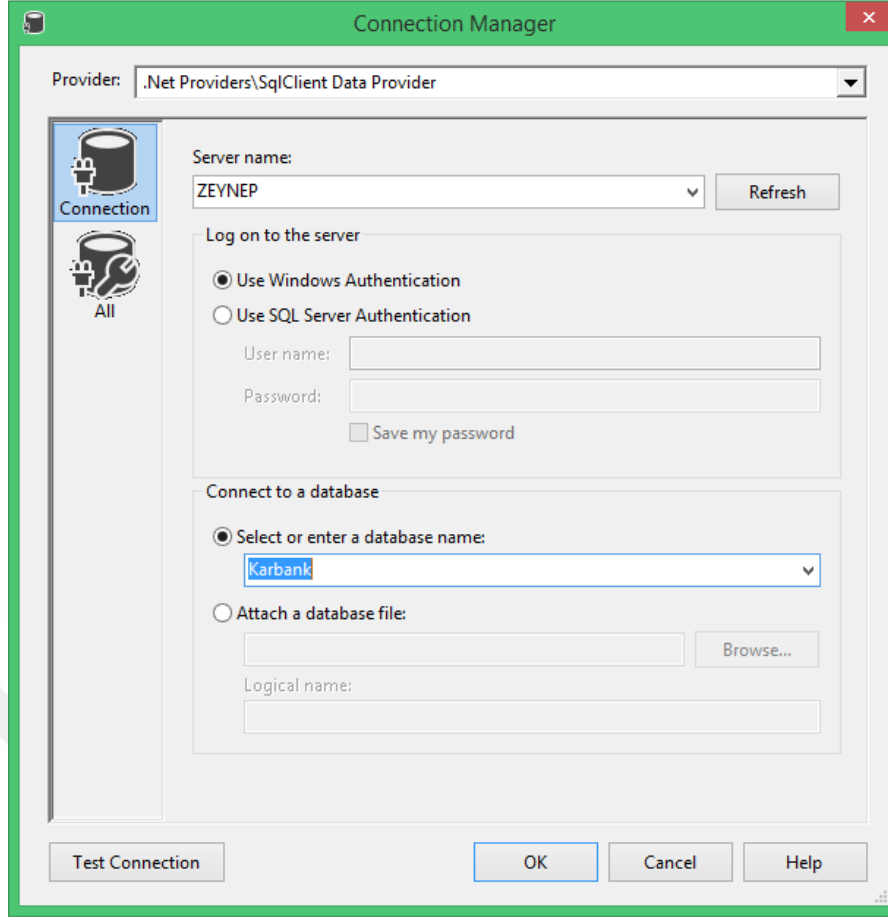 Connection Manager
Provider: .Net Providers\SqlClient Data Provider
Connection
All
Server name:
ZEYNEP
Refresh
Log on to the server
Use Windows Authentication
Use SQL Server Authentication
User name:
Password:
Save my password
Connect to a database
Select or enter a database name:
Karbank
Attach a database file:
Browse...
Logical name:
Test Connection OK Cancel Help